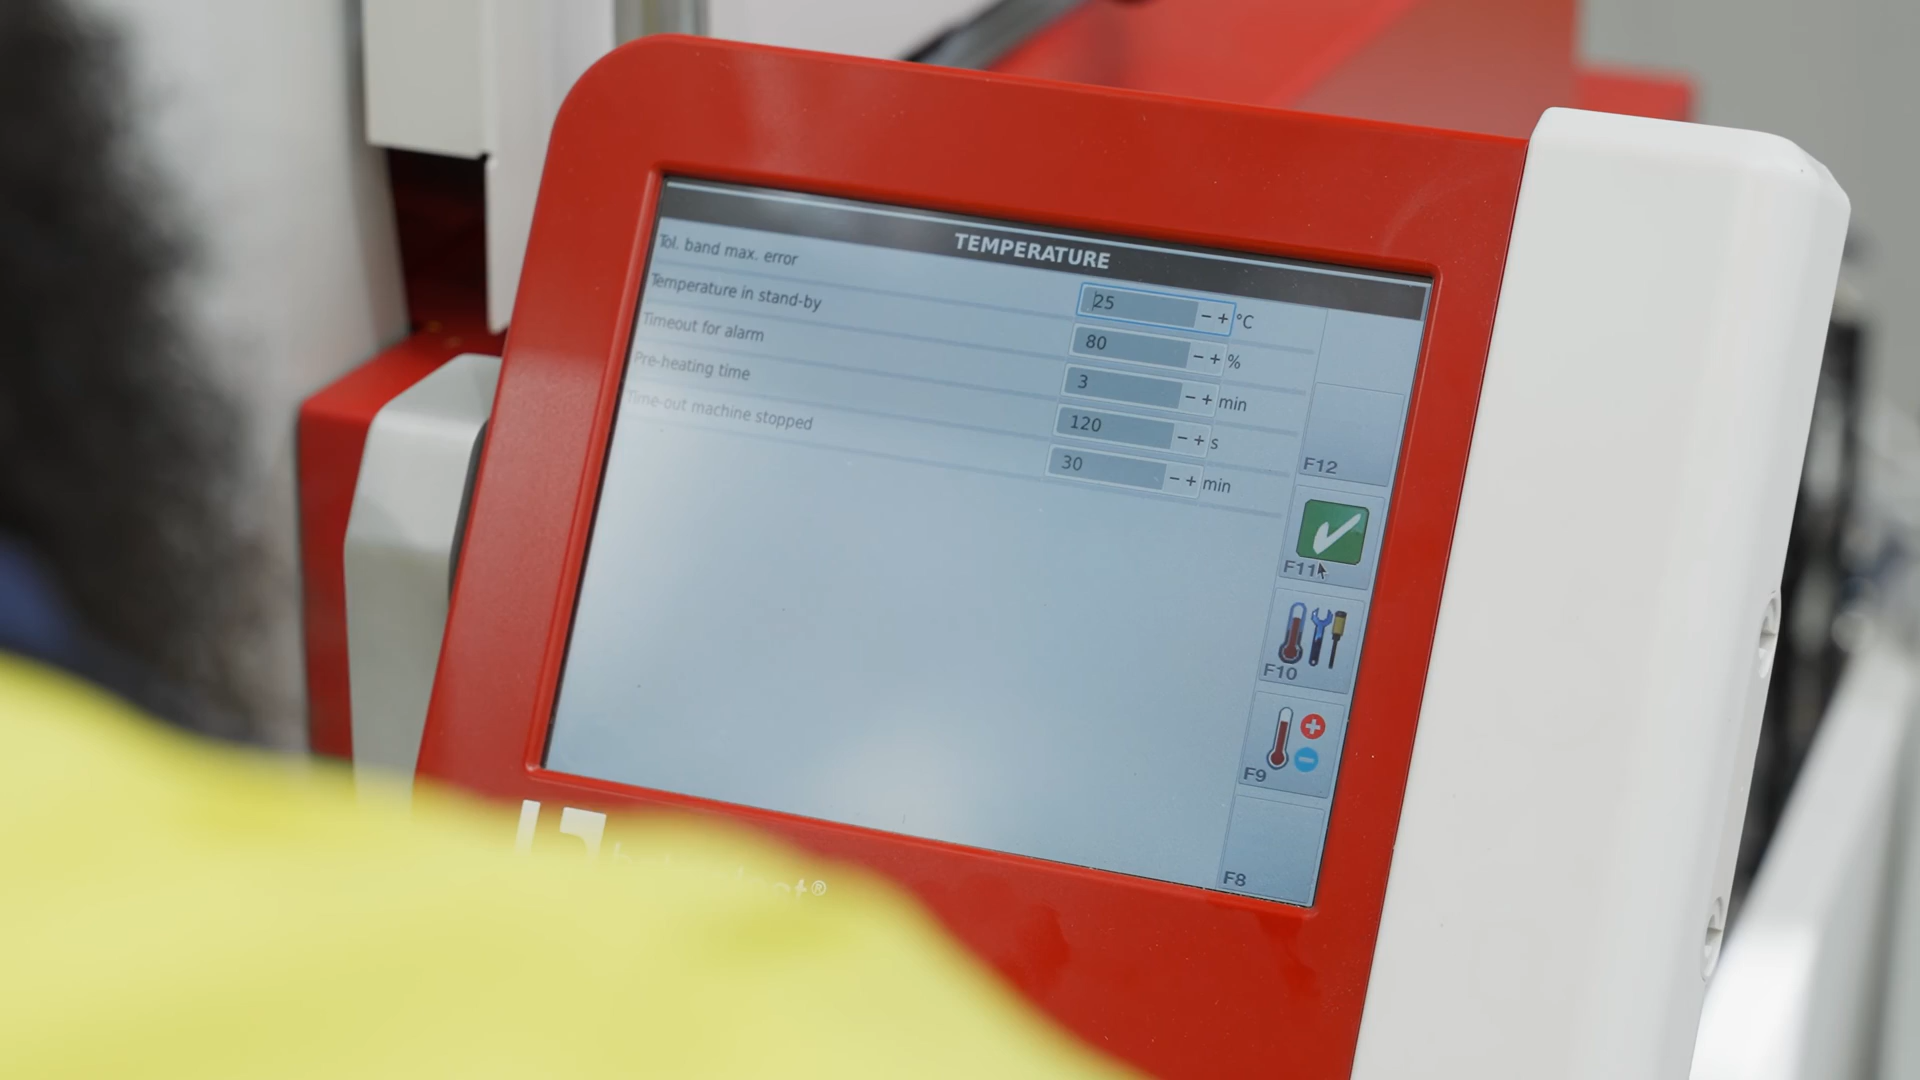 TEMPERATURE
Tol. band max. error 25 -+ °C
Temperature in stand-by 80 -+ %
Timeout for alarm 3 -+ min
Pre-heating time 120 -+ s
Time-out machine stopped 30 -+ min
F12
F11
F10
F9
F8
®